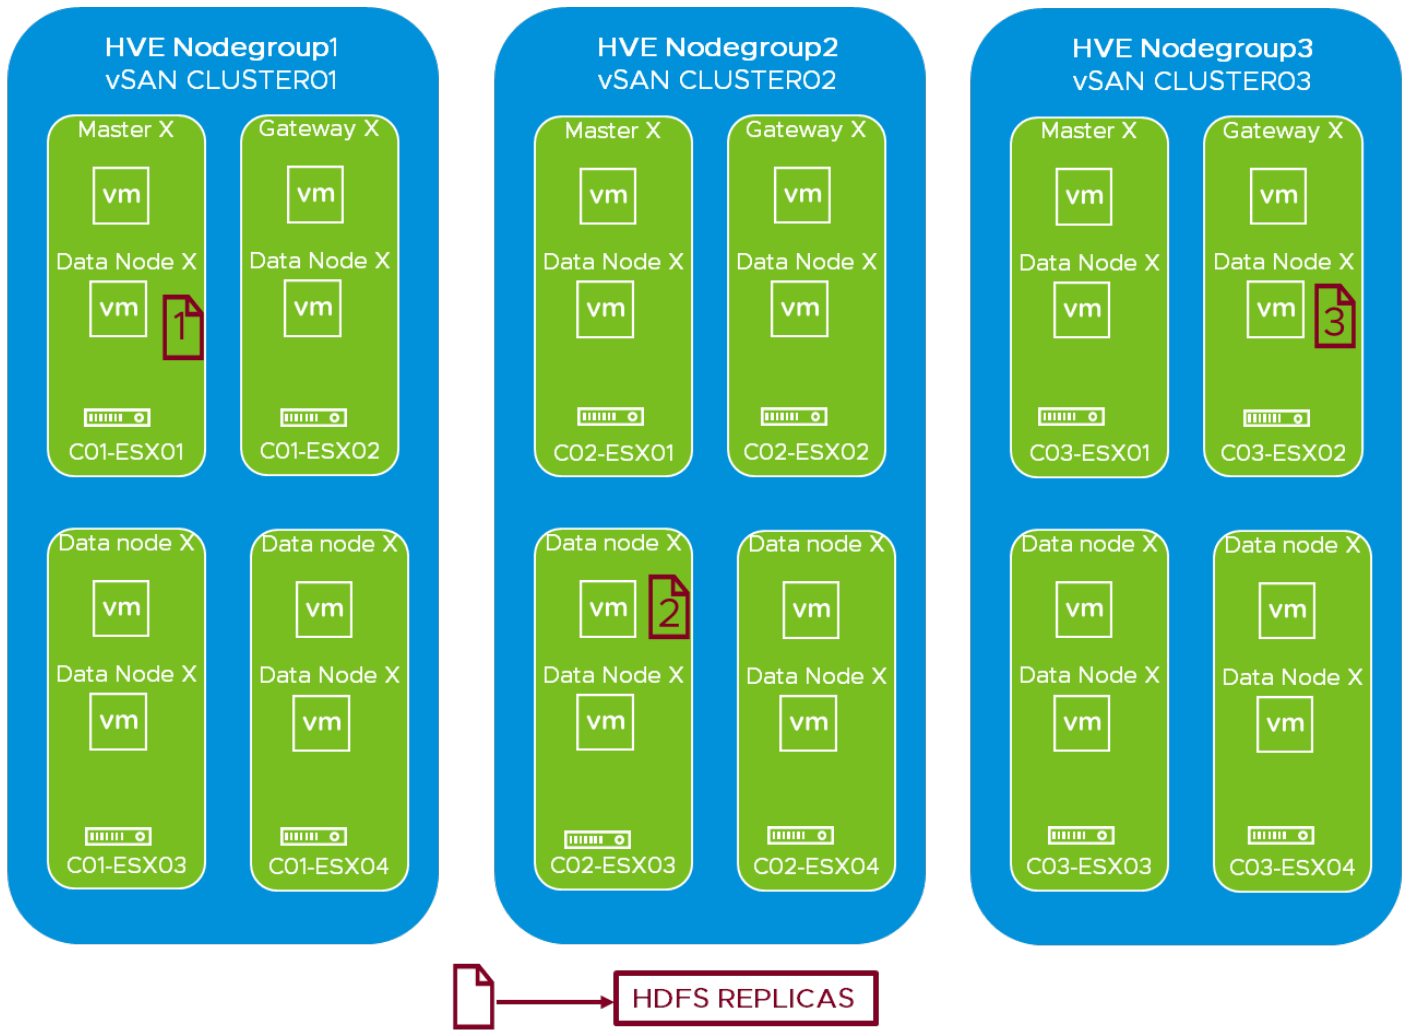 HVE Nodegroup1
vSAN CLUSTER01
Master X
vm
Data Node X
vm
1
C01-ESX01
Gateway X
vm
Data Node X
vm
C01-ESX02
Data node X
vm
Data Node X
vm
C01-ESX03
Data node X
vm
Data Node X
vm
C01-ESX04
HVE Nodegroup2
vSAN CLUSTER02
Master X
vm
Data Node X
vm
C02-ESX01
Gateway X
vm
Data Node X
vm
C02-ESX02
Data node X
vm
2
Data Node X
vm
C02-ESX03
Data node X
vm
Data Node X
vm
C02-ESX04
HVE Nodegroup3
vSAN CLUSTER03
Master X
vm
Data Node X
vm
C03-ESX01
Gateway X
vm
Data Node X
vm
3
C03-ESX02
Data node X
vm
Data Node X
vm
C03-ESX03
Data node X
vm
Data Node X
vm
C03-ESX04
HDFS REPLICAS